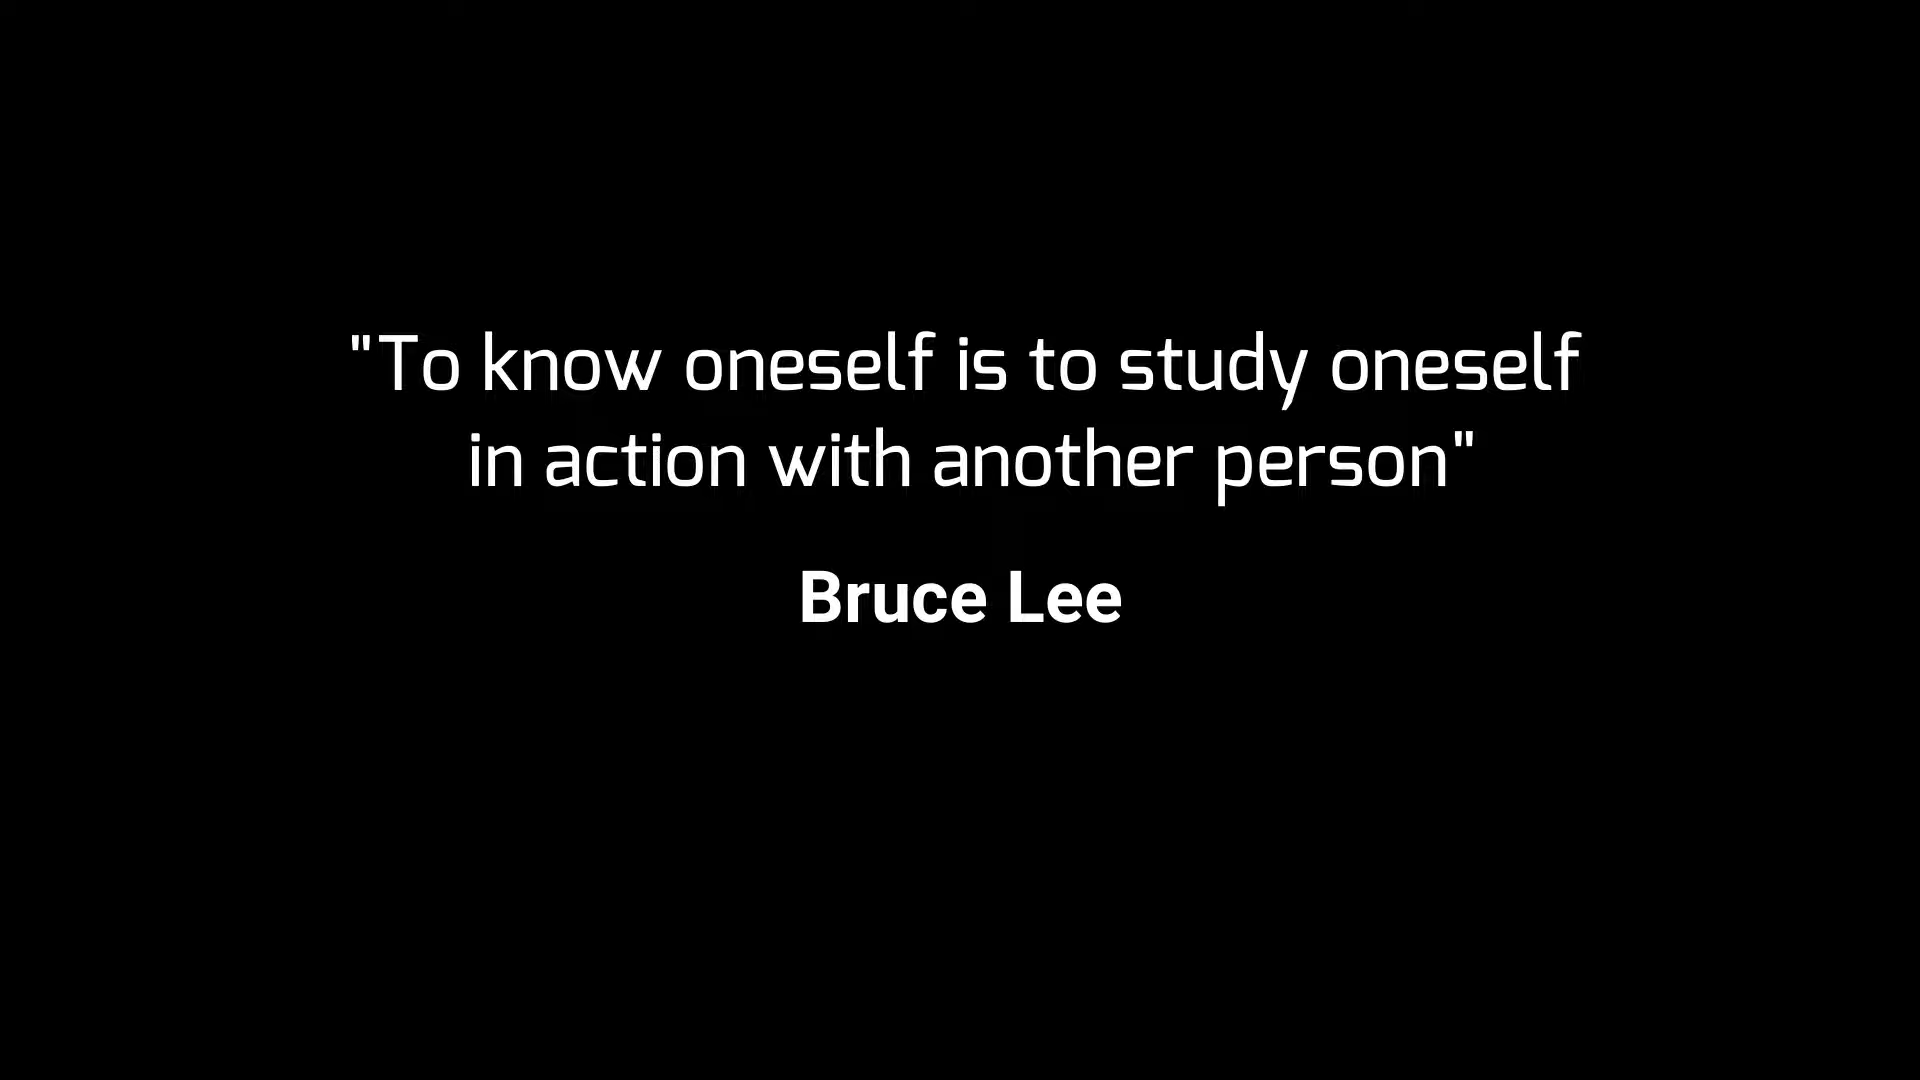 "To know oneself is to study oneself
in action with another person"
Bruce Lee